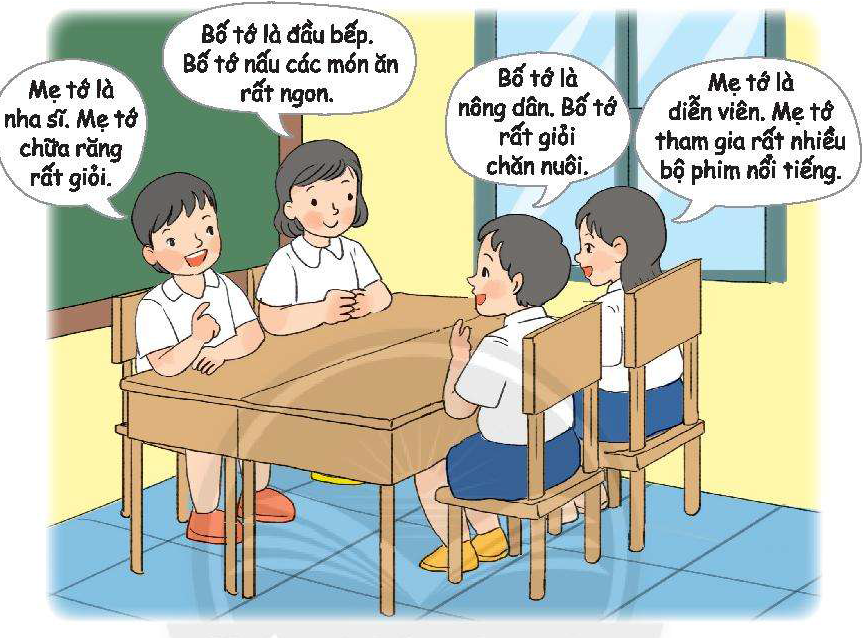 Mẹ tớ là
nha sĩ. Mẹ tớ
chữa răng
rất giỏi.
Bố tớ là đầu bếp.
Bố tớ nấu các món ăn
rất ngon.
Bố tớ là
nông dân. Bố tớ
rất giỏi
chăn nuôi.
Mẹ tớ là
diễn viên. Mẹ tớ
tham gia rất nhiều
bộ phim nổi tiếng.